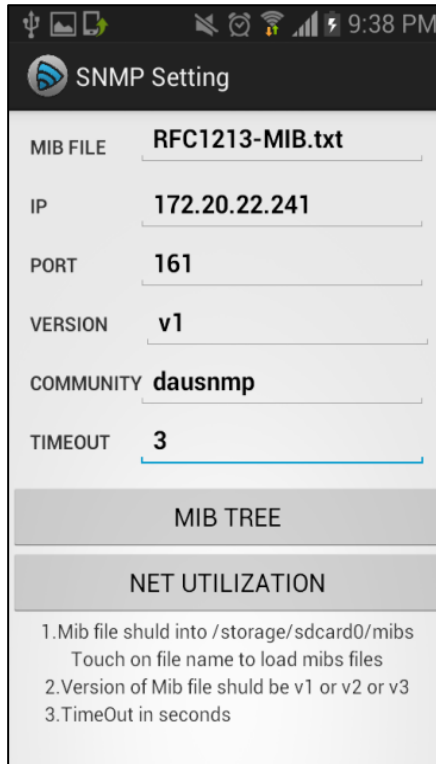 9:38 PM
SNMP Setting
MIB FILE RFC1213-MIB.txt
IP 172.20.22.241
PORT 161
VERSION v1
COMMUNITY dausnmp
TIMEOUT 3
MIB TREE
NET UTILIZATION
1.Mib file shuld into /storage/sdcard0/mibs
Touch on file name to load mibs files
2.Version of Mib file shuld be v1 or v2 or v3
3.TimeOut in seconds